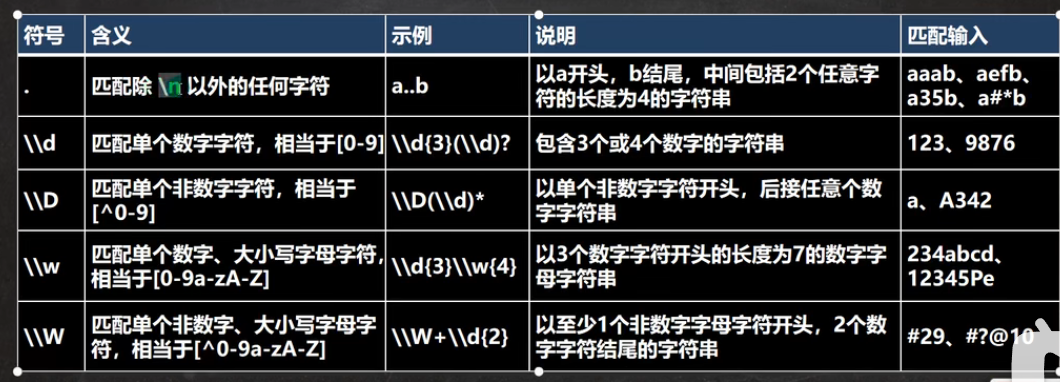 符号 含义 示例 说明 匹配输入
. 匹配除 \n 以外的任何字符 a..b 以a开头，b结尾，中间包括2个任意字
符的长度为4的字符串 aaab、aefb、
a35b、a#*b
\\d 匹配单个数字字符，相当于[0-9] \\d{3}(\\d)? 包含3个或4个数字的字符串 123、9876
\\D 匹配单个非数字字符，相当于
[^0-9] \\D(\\d)* 以单个非数字字符开头，后接任意个数
字字符串 a、A342
\\w 匹配单个数字、大小写字母字符，
相当于[0-9a-zA-Z] \\d{3}\\w{4} 以3个数字字符开头的长度为7的数字字
母字符串 234abcd、
12345Pe
\\W 匹配单个非数字、大小写字母字
符，相当于[^0-9a-zA-Z] \\W+\\d{2} 以至少1个非数字字母字符开头，2个数
字字符结尾的字符串 #29、#?@10